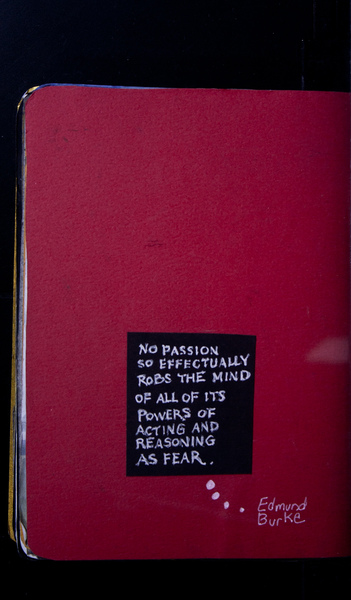 NO PASSION
SO EFFECTUALLY
ROBS THE MIND
OF ALL OF ITS
POWERS OF
ACTING AND
REASONING
AS FEAR.
Edmund
Burke